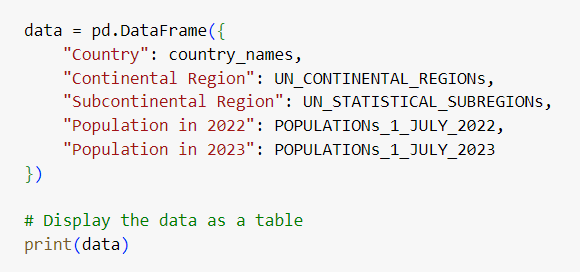 data = pd.DataFrame({
    "Country": country_names,
    "Continental Region": UN_CONTINENTAL_REGIONs,
    "Subcontinental Region": UN_STATISTICAL_SUBREGIONs,
    "Population in 2022": POPULATIONs_1_JULY_2022,
    "Population in 2023": POPULATIONs_1_JULY_2023
})
# Display the data as a table
print(data)